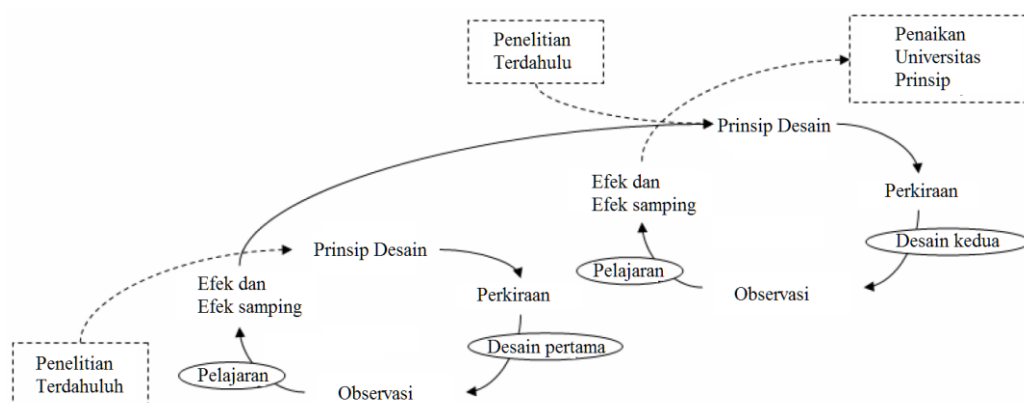 Penelitian
Terdahulu
Penaikan
Universitas
Prinsip
Prinsip Desain
Efek dan
Efek samping
Perkiraan
Desain kedua
Pelajaran
Observasi
Prinsip Desain
Efek dan
Efek samping
Perkiraan
Desain pertama
Penelitian
Terdahuluh
Pelajaran
Observasi